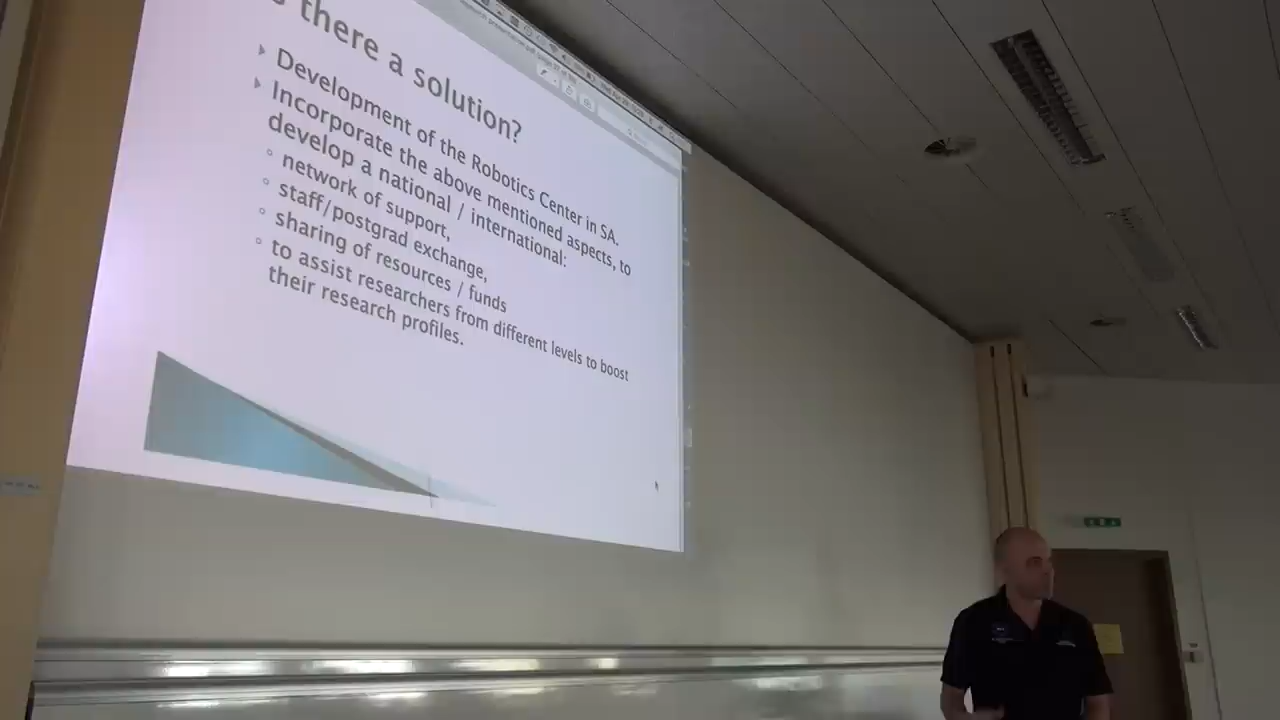 s there a solution?
Development of the Robotics Center in SA.
Incorporate the above mentioned aspects, to
develop a national / international:
network of support,
staff/postgrad exchange,
sharing of resources / funds
to assist researchers from different levels to boost
their research profiles.